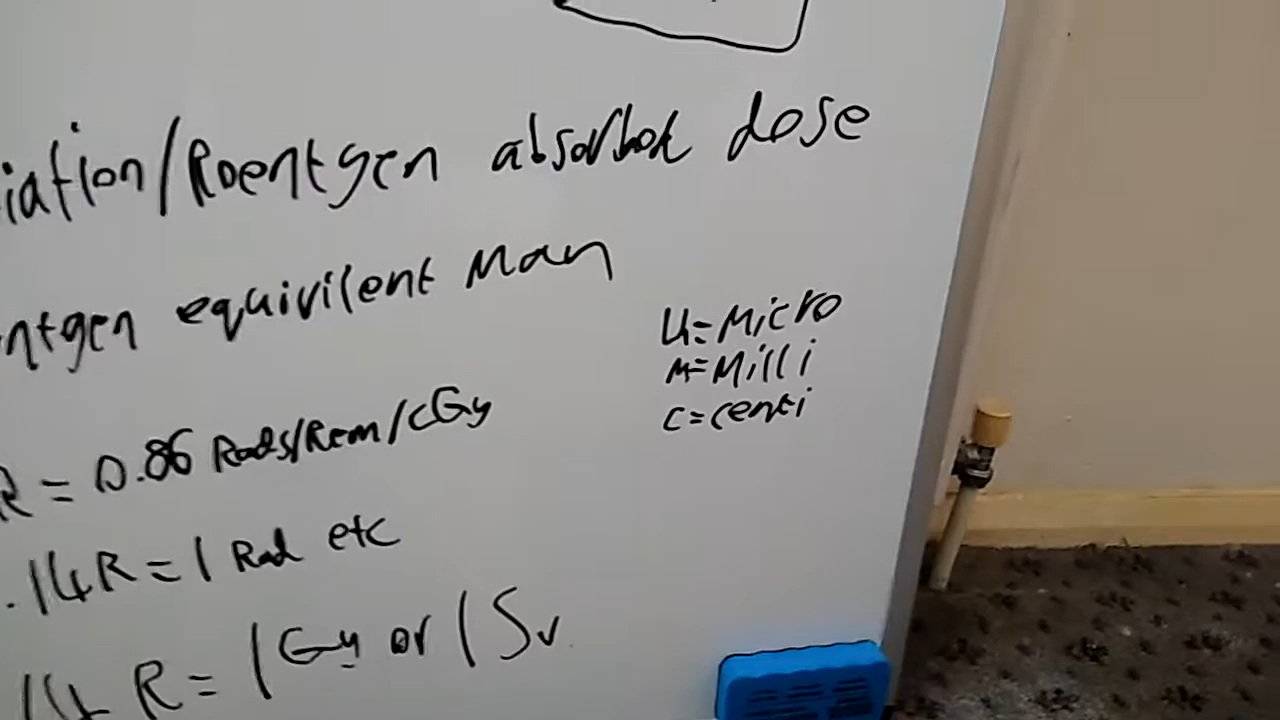 iation/Roentgen absorbed dose
ntgen equivilent Man
R = 0.86 Rads/Rem/cGy
.14R = 1 Rad etc
114 R = 1 Gy or 1 Sv
u=Micro
m=Milli
c=centi